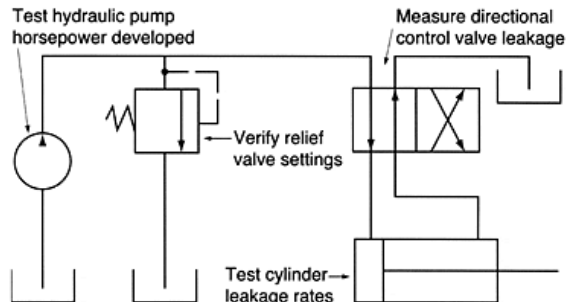 Test hydraulic pump
horsepower developed
Measure directional
control valve leakage
Verify relief
valve settings
Test cylinder
leakage rates